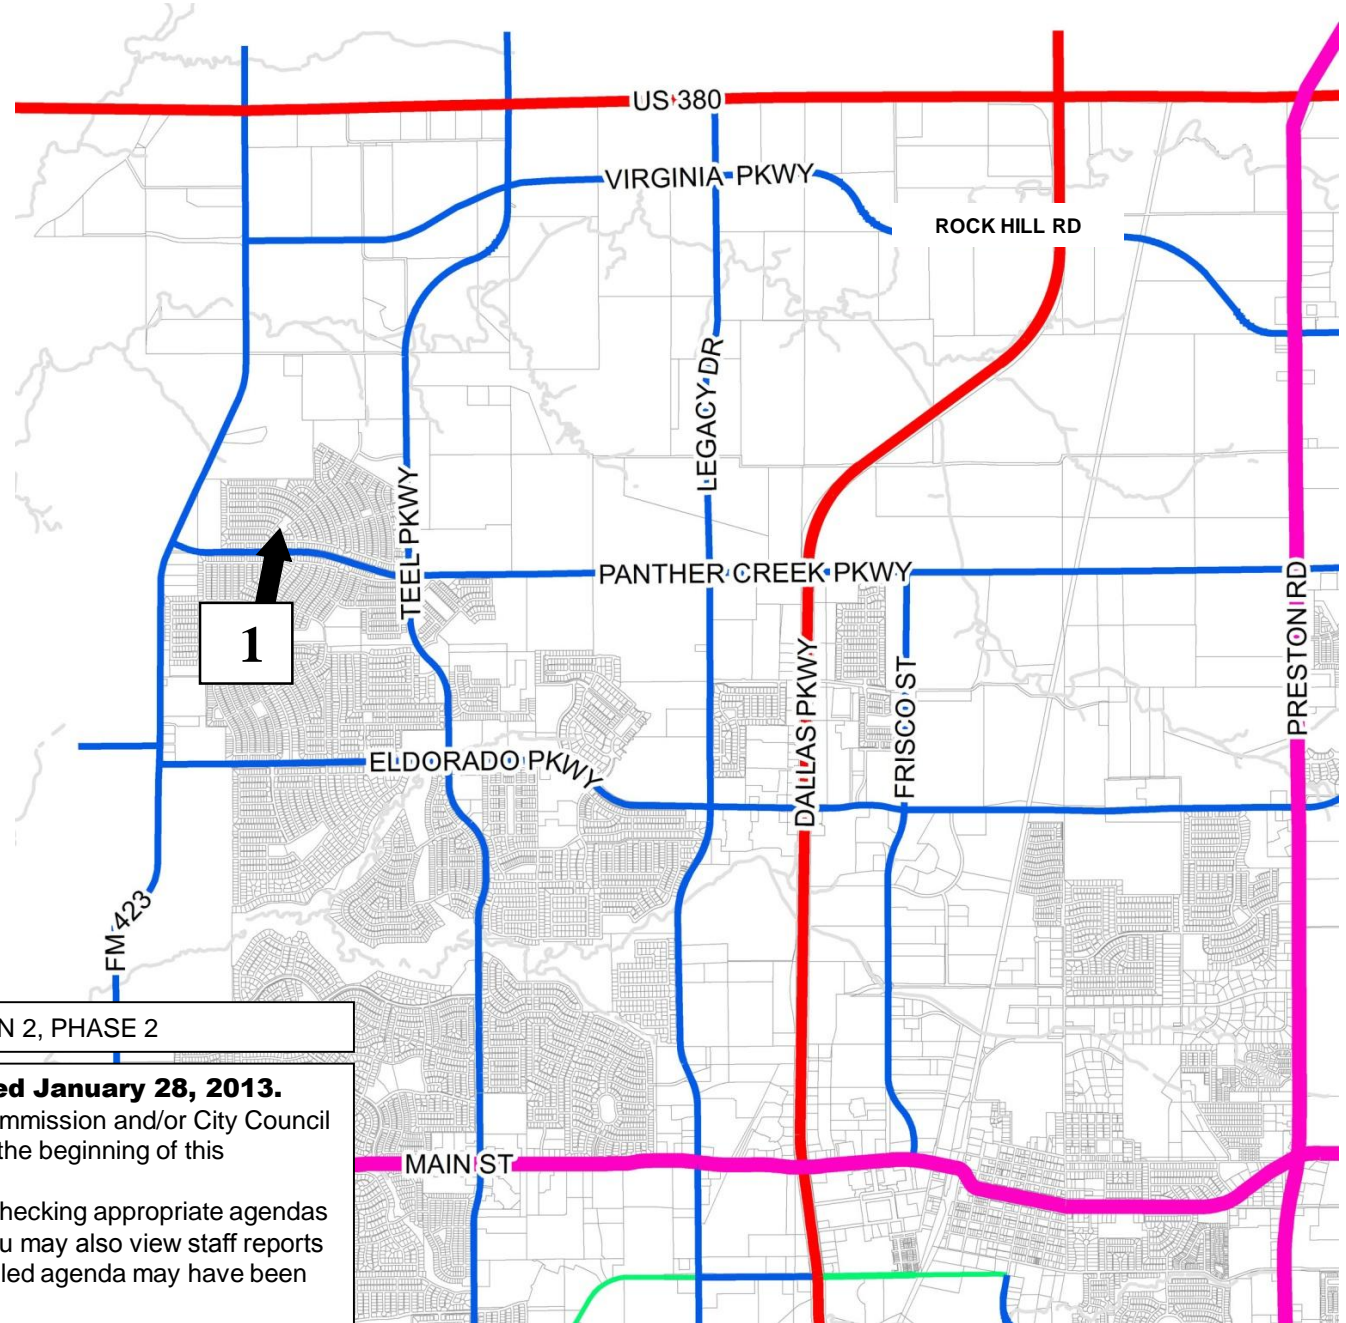 US 380
VIRGINIA PKWY
ROCK HILL RD
LEGACY DR
TEEL PKWY
PANTHER CREEK PKWY
PRESTON RD
1
DALLAS PKWY
FRISCO ST
ELDORADO PKWY
FM 423
N 2, PHASE 2
ed January 28, 2013.
mmission and/or City Council
the beginning of this
MAIN ST
hecking appropriate agendas
u may also view staff reports
led agenda may have been